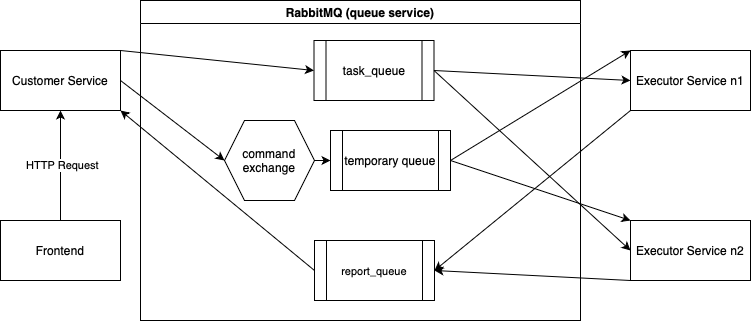 RabbitMQ (queue service)
Customer Service
task_queue
Executor Service n1
command
exchange
temporary queue
HTTP Request
Frontend
report_queue
Executor Service n2